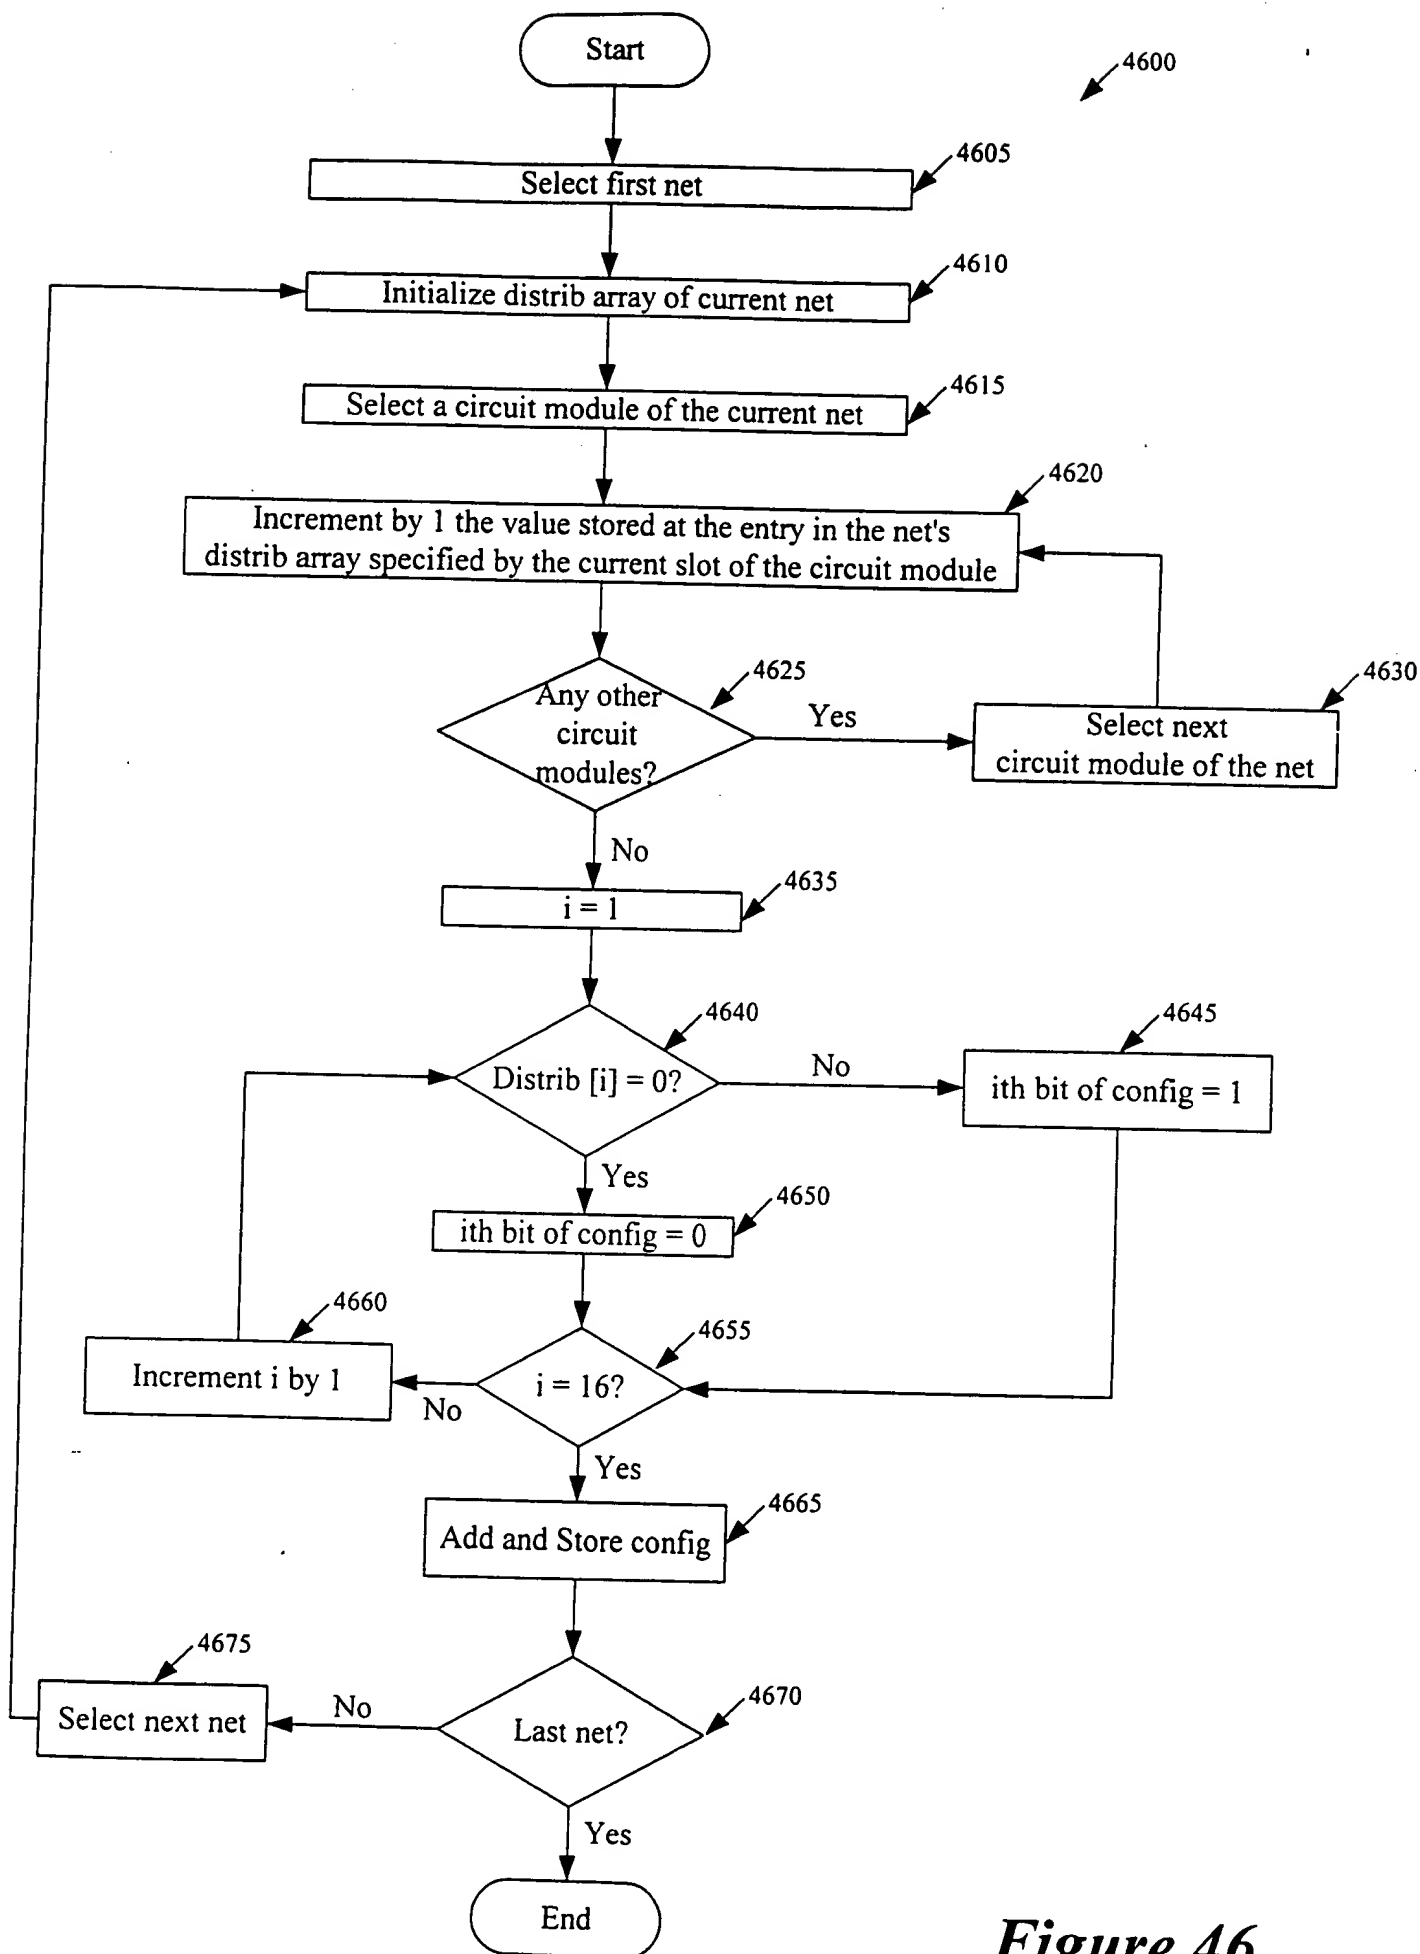 Start
4600
4605
Select first net
4610
Initialize distrib array of current net
4615
Select a circuit module of the current net
4620
Increment by 1 the value stored at the entry in the net's
distrib array specified by the current slot of the circuit module
4625
4630
Any other
circuit
modules?
Yes
Select next
circuit module of the net
No
4635
i = 1
4640
4645
Distrib [i] = 0?
No
ith bit of config = 1
Yes
4650
ith bit of config = 0
4660
4655
Increment i by 1
No
i = 16?
Yes
4665
Add and Store config
4675
4670
Select next net
No
Last net?
Yes
End
Figure 46